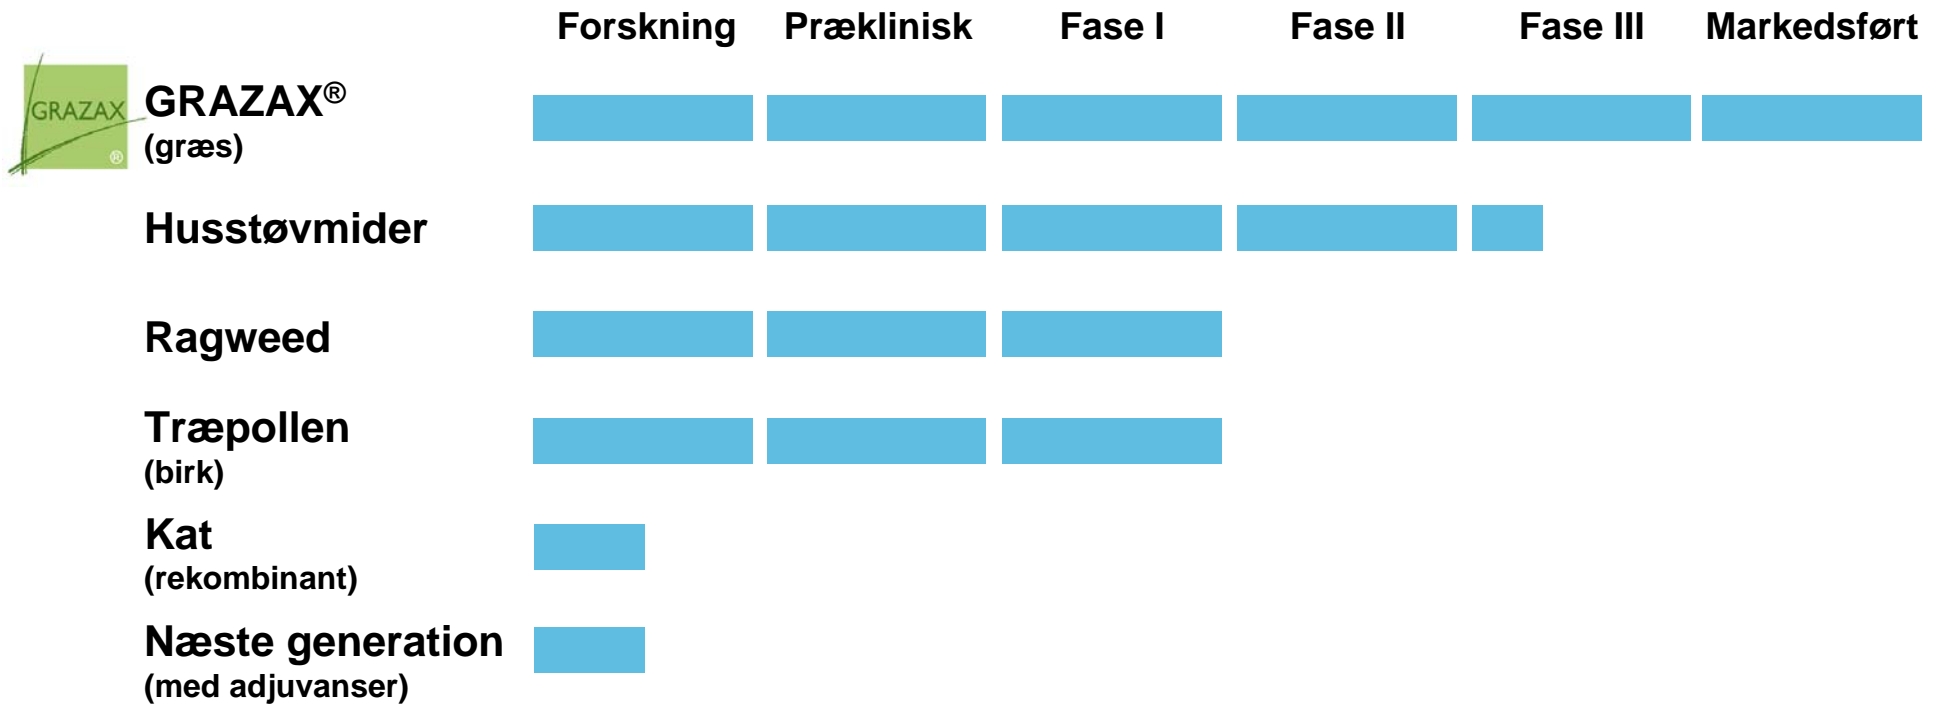 Forskning Præklinisk Fase I Fase II Fase III Markedsført
GRAZAX ®
GRAZAX®
(græs)
Husstøvmider
Ragweed
Træpollen
(birk)
Kat
(rekombinant)
Næste generation
(med adjuvanser)